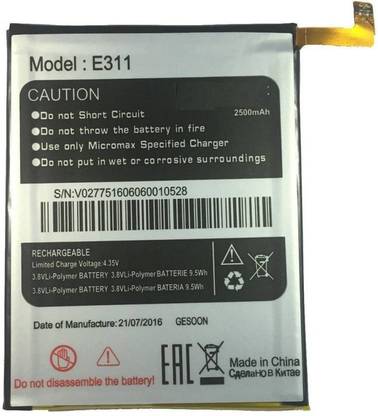 Model : E311
CAUTION
2500mAh
Do not Short Circuit
Do not throw the battery in fire
Use only Micromax Specified Charger
Do not put in wet or corrosive surroundings
S/N:V027751606060010528
RECHARGEABLE
Limited Charge Voltage:4.35V
3.8VLi-Polymer BATTERY 3.8VLi-Polymer BATTERIE 9.5Wh
3.8VLi-Polymer BATTERY 3.8VLi-Polymer BATERIA 9.5Wh
Date of Manufacture: 21/07/2016 GESOON
EAC
Made in China
СделаНо В Китае
Do not disassemble the battery!